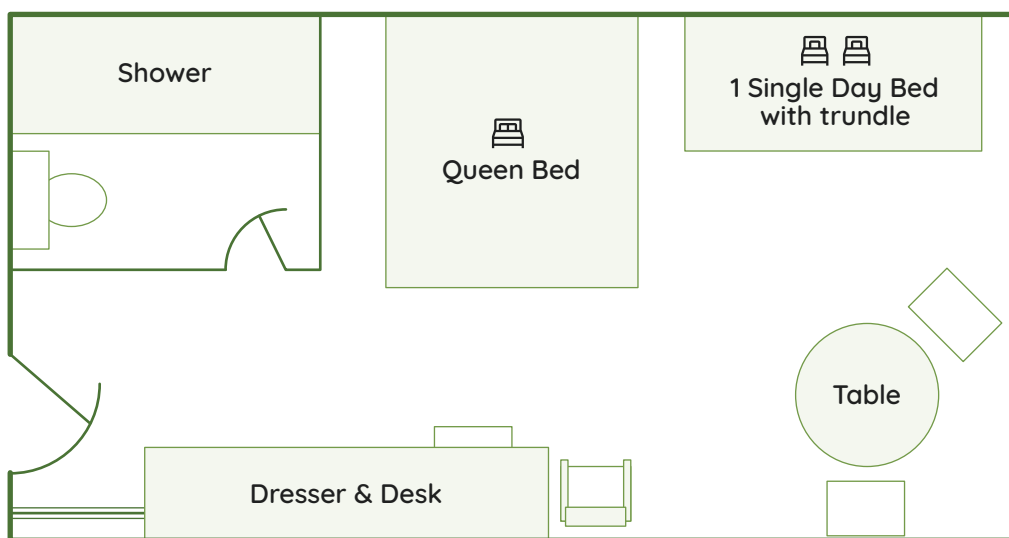 Shower
Queen Bed
1 Single Day Bed
with trundle
Table
Dresser & Desk